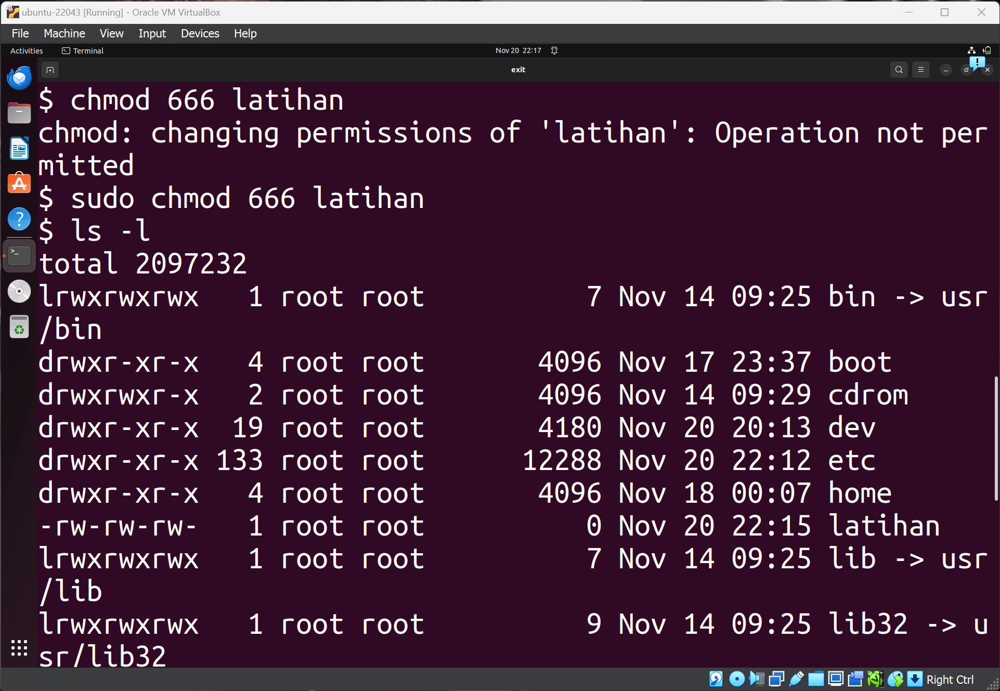 ubuntu-22043 [Running] - Oracle VM VirtualBox
File Machine View Input Devices Help
Activities Terminal Nov 20 22:17
exit
$ chmod 666 latihan
chmod: changing permissions of 'latihan': Operation not per
mitted
$ sudo chmod 666 latihan
$ ls -l
total 2097232
lrwxrwxrwx   1 root root          7 Nov 14 09:25 bin -> usr
/bin
drwxr-xr-x   4 root root       4096 Nov 17 23:37 boot
drwxrwxr-x   2 root root       4096 Nov 14 09:29 cdrom
drwxr-xr-x  19 root root       4180 Nov 20 20:13 dev
drwxr-xr-x 133 root root      12288 Nov 20 22:12 etc
drwxr-xr-x   4 root root       4096 Nov 18 00:07 home
-rw-rw-rw-   1 root root          0 Nov 20 22:15 latihan
lrwxrwxrwx   1 root root          7 Nov 14 09:25 lib -> usr
/lib
lrwxrwxrwx   1 root root          9 Nov 14 09:25 lib32 -> u
sr/lib32
Right Ctrl